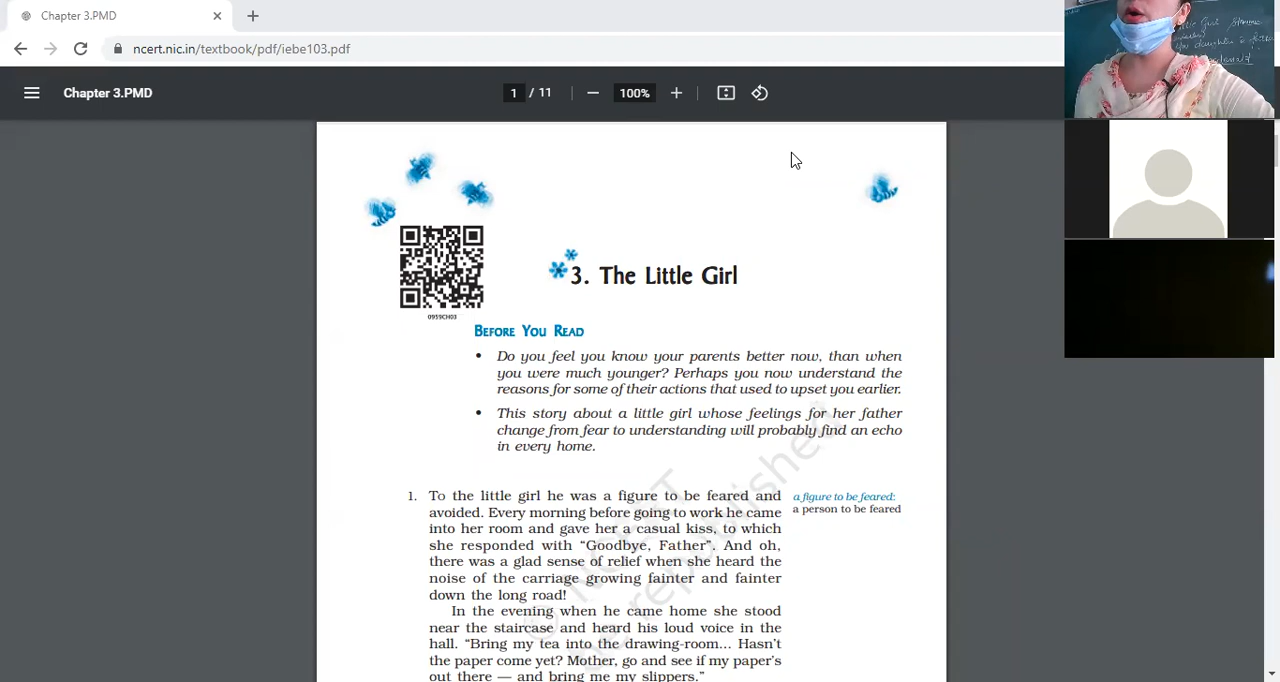 Chapter 3.PMD
ncert.nic.in/textbook/pdf/iebe103.pdf
Chapter 3.PMD
1 / 11
100%
0959CH03
3. The Little Girl
BEFORE YOU READ
• Do you feel you know your parents better now, than when
you were much younger? Perhaps you now understand the
reasons for some of their actions that used to upset you earlier.
• This story about a little girl whose feelings for her father
change from fear to understanding will probably find an echo
in every home.
1. To the little girl he was a figure to be feared and
avoided. Every morning before going to work he came
into her room and gave her a casual kiss, to which
she responded with “Goodbye, Father”. And oh,
there was a glad sense of relief when she heard the
noise of the carriage growing fainter and fainter
down the long road!
In the evening when he came home she stood
near the staircase and heard his loud voice in the
hall. “Bring my tea into the drawing-room... Hasn’t
the paper come yet? Mother, go and see if my paper’s
out there — and bring me my slippers.”
a figure to be feared:
a person to be feared
© NCERT
be republished
Girl
daughter is